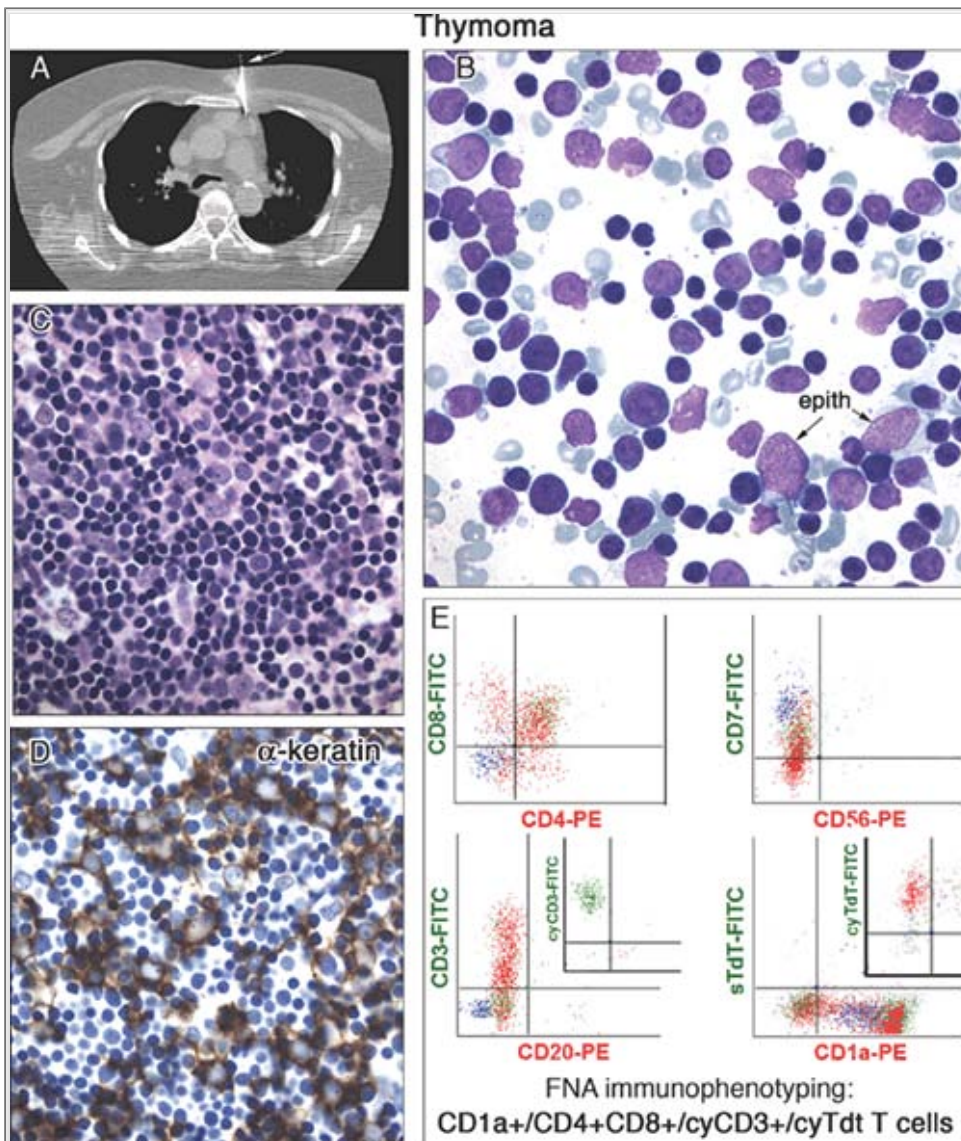 Thymoma
A
B
epith
C
D
α-keratin
E
CD8-FITC
CD4-PE
CD7-FITC
CD56-PE
CD3-FITC
cyCD3-FITC
CD20-PE
sTdT-FITC
cyTdT-FITC
CD1a-PE
FNA immunophenotyping:
CD1a+/CD4+CD8+/cyCD3+/cyTdt T cells